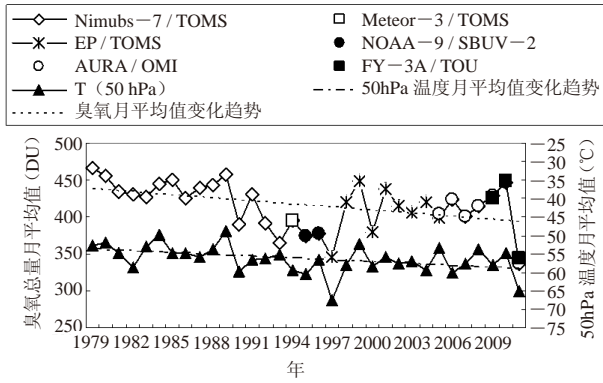 Nimubs－7 / TOMS
Meteor－3 / TOMS
EP / TOMS
NOAA－9 / SBUV－2
AURA / OMI
FY－3A / TOU
T（50 hPa）
50hPa 温度月平均值变化趋势
臭氧月平均值变化趋势
臭氧总量月平均值（DU）
500
450
400
350
300
250
−25
−30
−35
−40
−45
−50
−55
−60
−65
−70
−75
50hPa 温度月平均值（℃）
1979 1982 1985 1988 1991 1994 1997 2000 2003 2006 2009
年